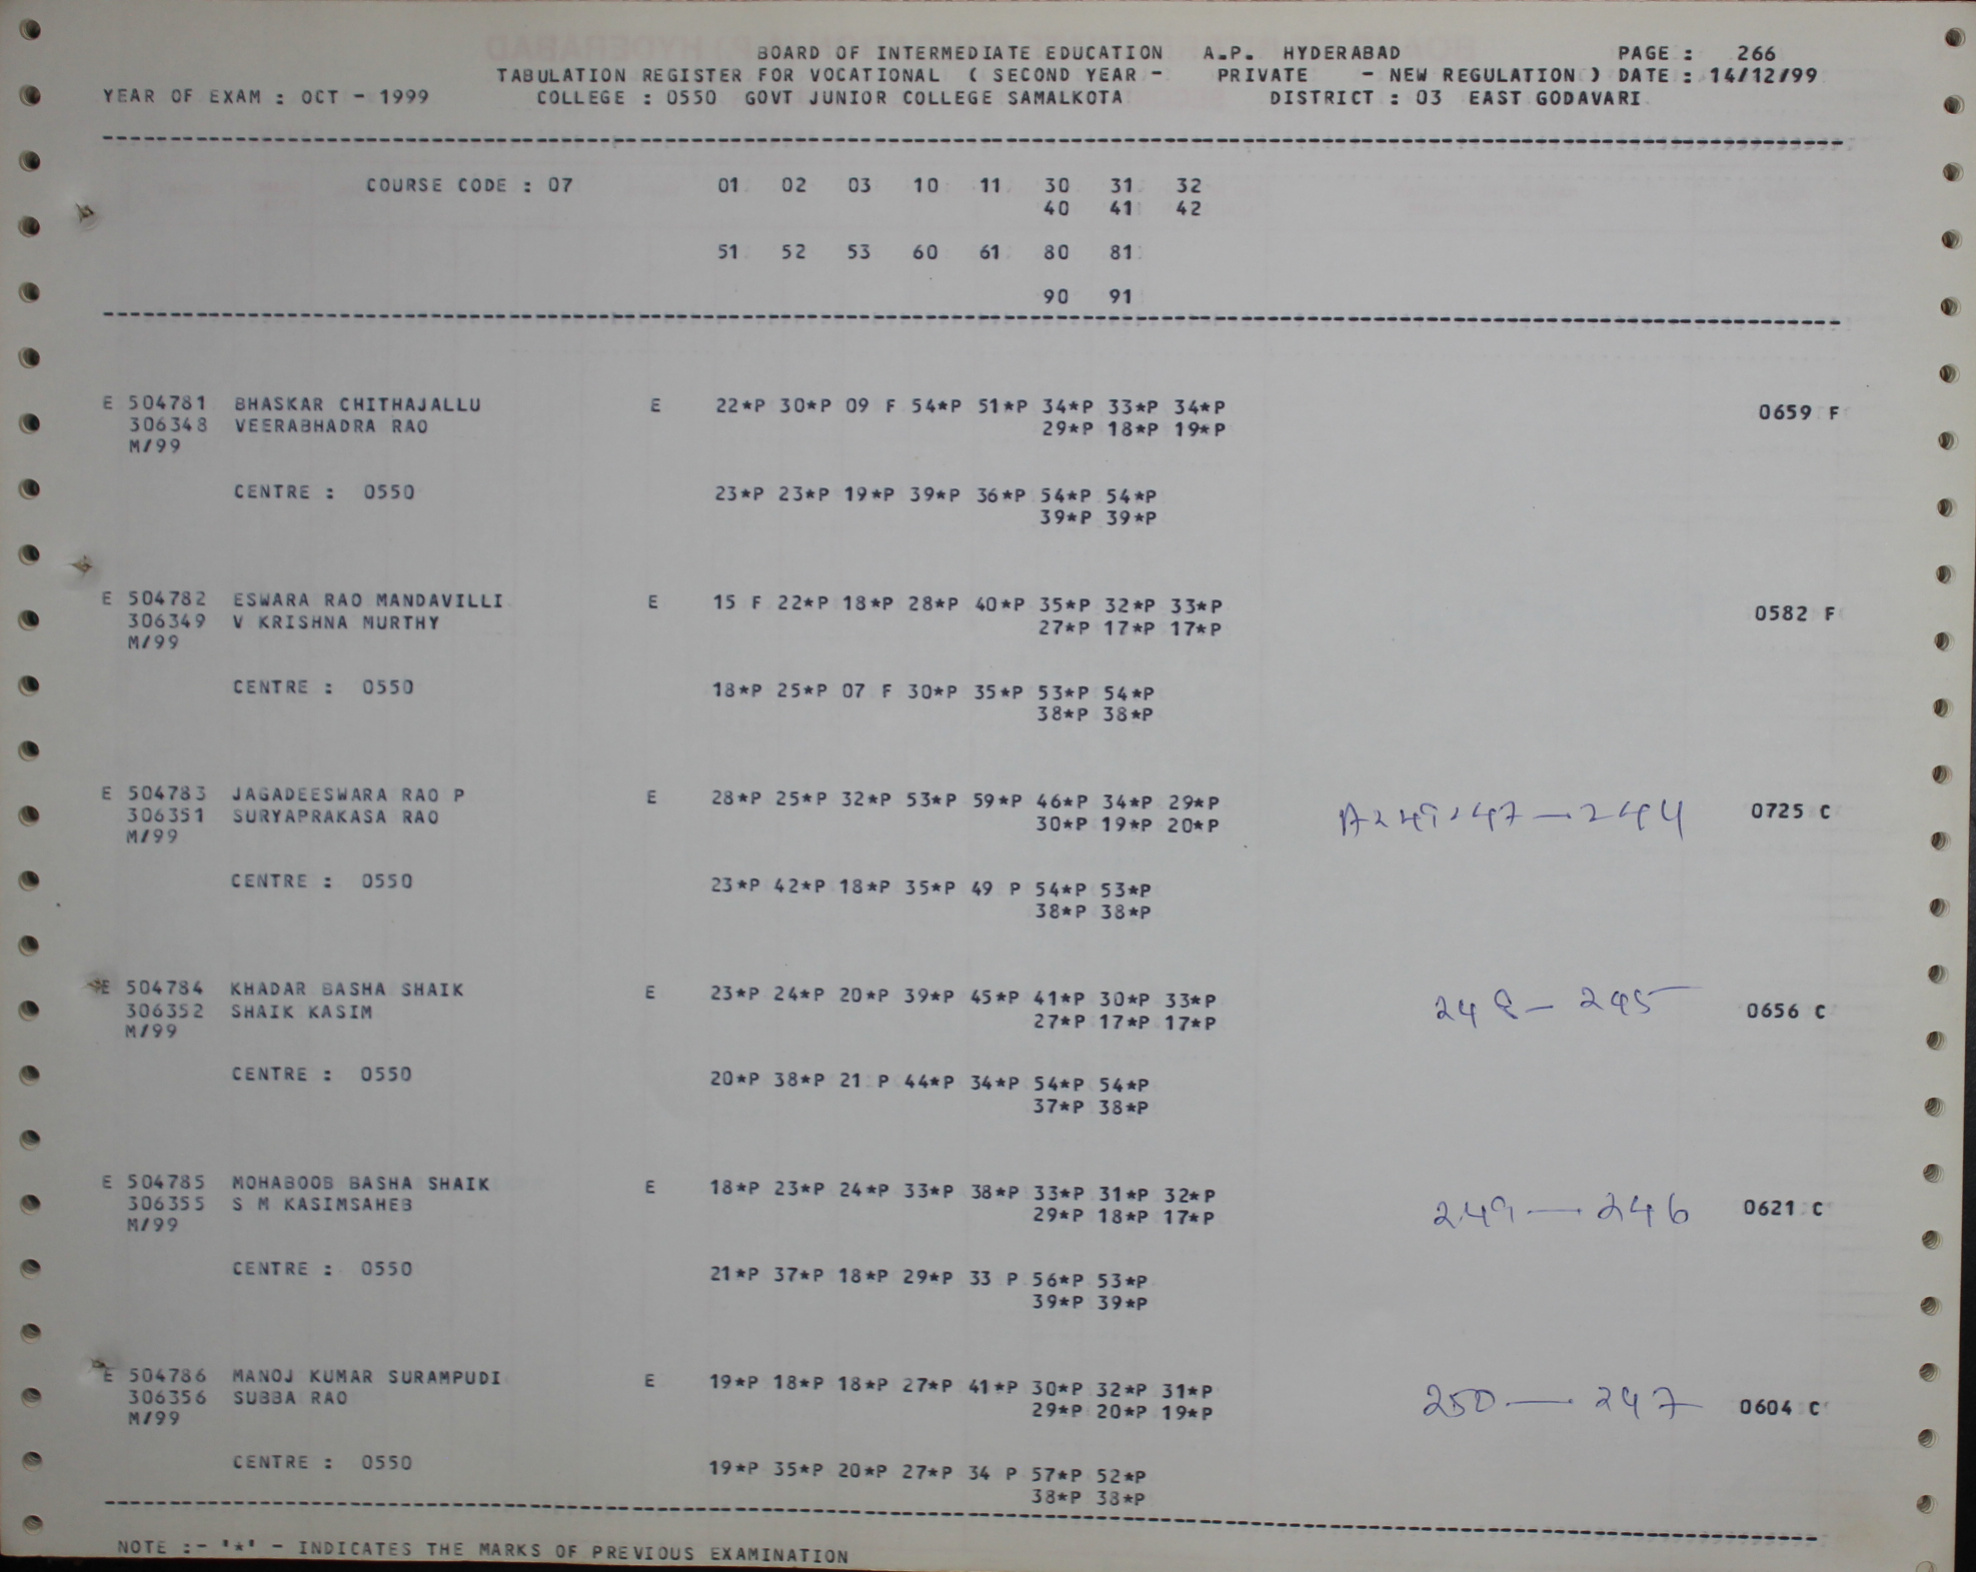 BOARD OF INTERMEDIATE EDUCATION A.P. HYDERABAD PAGE : 266
TABULATION REGISTER FOR VOCATIONAL ( SECOND YEAR - PRIVATE - NEW REGULATION ) DATE : 14/12/99
YEAR OF EXAM : OCT - 1999 COLLEGE : 0550 GOVT JUNIOR COLLEGE SAMALKOTA DISTRICT : 03 EAST GODAVARI
COURSE CODE : 07 01 02 03 10 11 30 31 32
40 41 42
51 52 53 60 61 80 81
90 91
E 504781 BHASKAR CHITHAJALLU E 22*P 30*P 09 F 54*P 51*P 34*P 33*P 34*P 0659 F
306348 VEERABHADRA RAO 29*P 18*P 19*P
M/99
CENTRE : 0550 23*P 23*P 19*P 39*P 36*P 54*P 54*P
39*P 39*P
E 504782 ESWARA RAO MANDAVILLI E 15 F 22*P 18*P 28*P 40*P 35*P 32*P 33*P 0582 F
306349 V KRISHNA MURTHY 27*P 17*P 17*P
M/99
CENTRE : 0550 18*P 25*P 07 F 30*P 35*P 53*P 54*P
38*P 38*P
E 504783 JAGADEESWARA RAO P E 28*P 25*P 32*P 53*P 59*P 46*P 34*P 29*P 0725 C
306351 SURYAPRAKASA RAO 30*P 19*P 20*P — 244
M/99
CENTRE : 0550 23*P 42*P 18*P 35*P 49 P 54*P 53*P
38*P 38*P
E 504784 KHADAR BASHA SHAIK E 23*P 24*P 20*P 39*P 45*P 41*P 30*P 33*P 248 — 245 0656 C
306352 SHAIK KASIM 27*P 17*P 17*P
M/99
CENTRE : 0550 20*P 38*P 21 P 44*P 34*P 54*P 54*P
37*P 38*P
E 504785 MOHABOOB BASHA SHAIK E 18*P 23*P 24*P 33*P 38*P 33*P 31*P 32*P 249 — 246 0621 C
306355 S M KASIMSAHEB 29*P 18*P 17*P
M/99
CENTRE : 0550 21*P 37*P 18*P 29*P 33 P 56*P 53*P
39*P 39*P
E 504786 MANOJ KUMAR SURAMPUDI E 19*P 18*P 18*P 27*P 41*P 30*P 32*P 31*P 250 — 247 0604 C
306356 SUBBA RAO 29*P 20*P 19*P
M/99
CENTRE : 0550 19*P 35*P 20*P 27*P 34 P 57*P 52*P
38*P 38*P
NOTE :- '*' - INDICATES THE MARKS OF PREVIOUS EXAMINATION